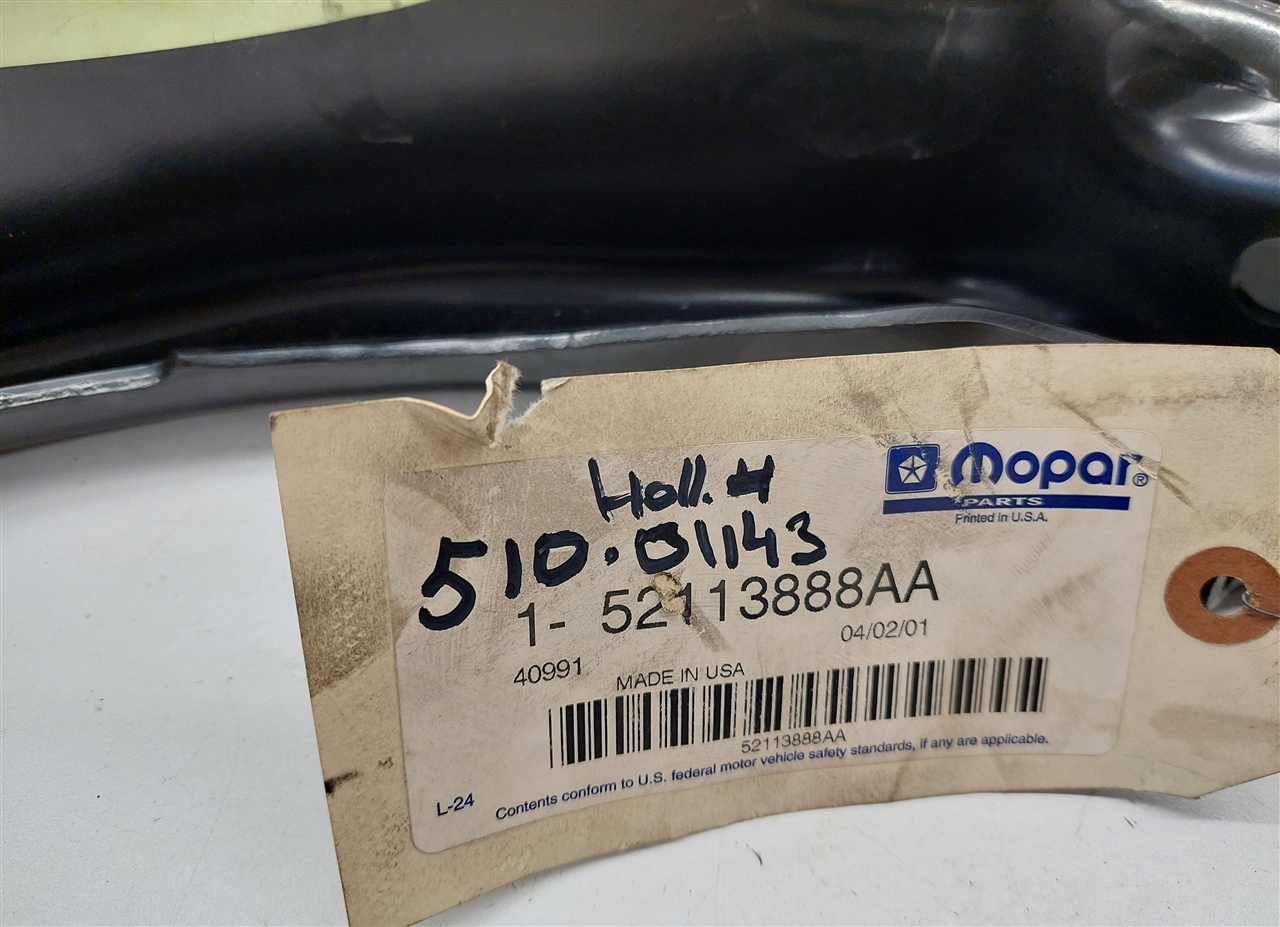 Mopar®
PARTS
Printed in U.S.A.
Holl. 4
510.01143
1- 52113888AA
04/02/01
40991 MADE IN USA
52113888AA
Contents conform to U.S. federal motor vehicle safety standards, if any are applicable.
L-24